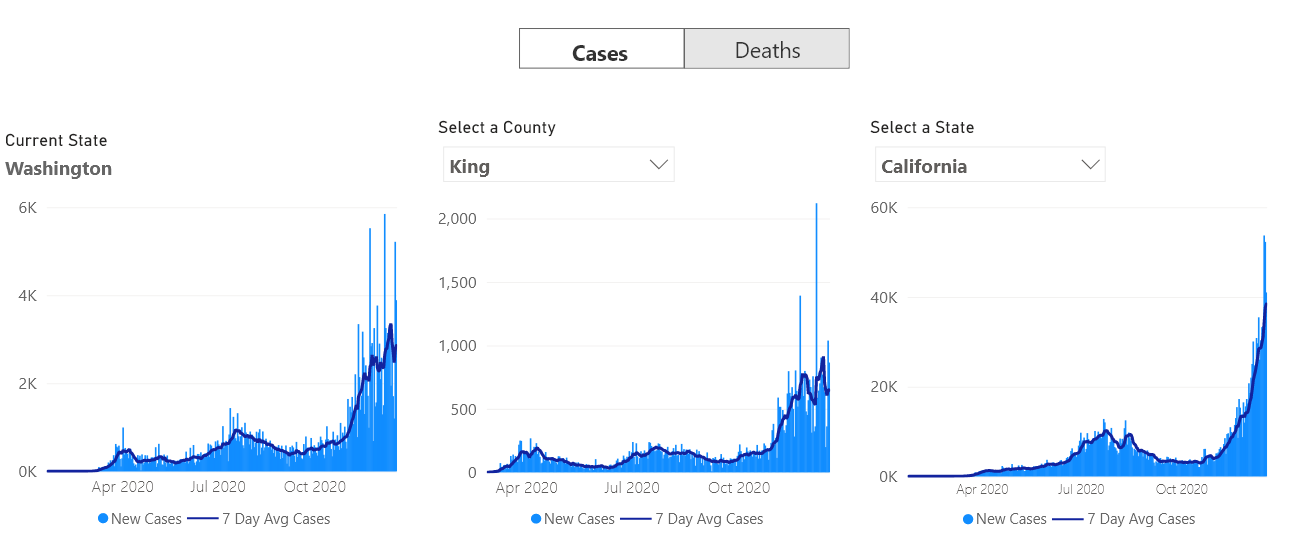 Cases
Deaths
Current State
Washington
6K
4K
2K
0K
Apr 2020 Jul 2020 Oct 2020
New Cases 7 Day Avg Cases
Select a County
King
2,000
1,500
1,000
500
0
Apr 2020 Jul 2020 Oct 2020
New Cases 7 Day Avg Cases
Select a State
California
60K
40K
20K
0K
Apr 2020 Jul 2020 Oct 2020
New Cases 7 Day Avg Cases